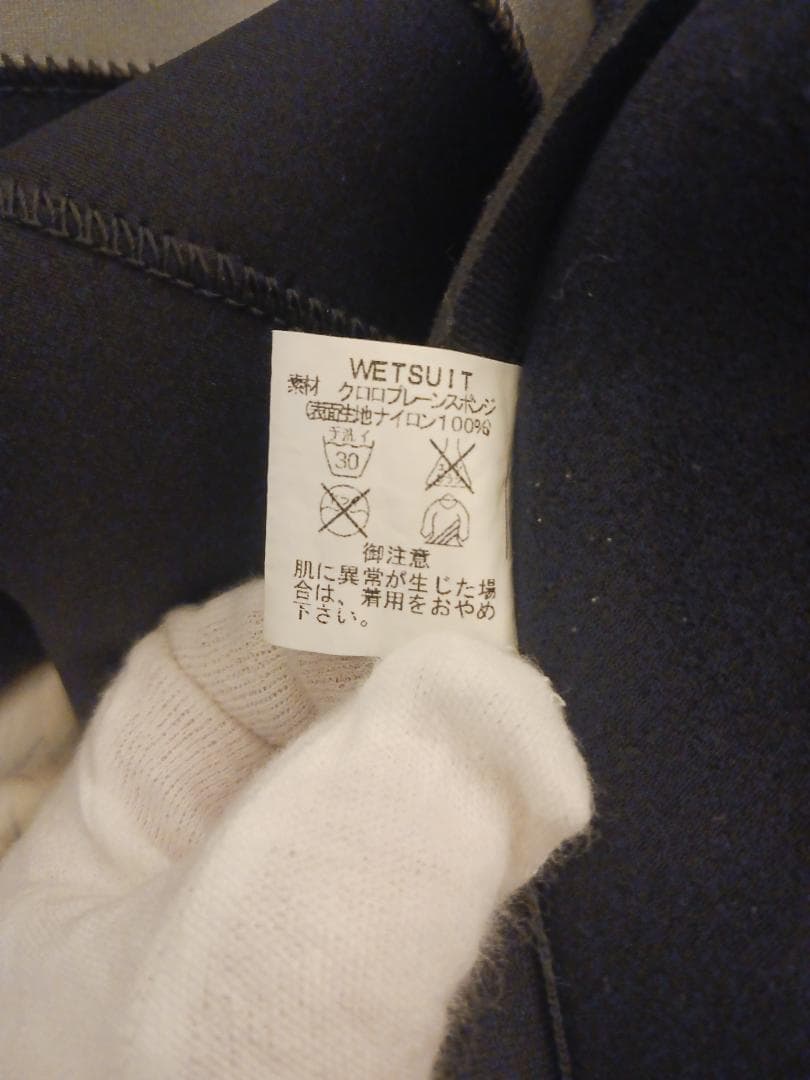 WETSUIT
素材 クロロプレーンスポンジ
(表面生地ナイロン100%)
手洗イ
30
御注意
肌に異常が生じた場
合は、着用をおやめ
下さい。